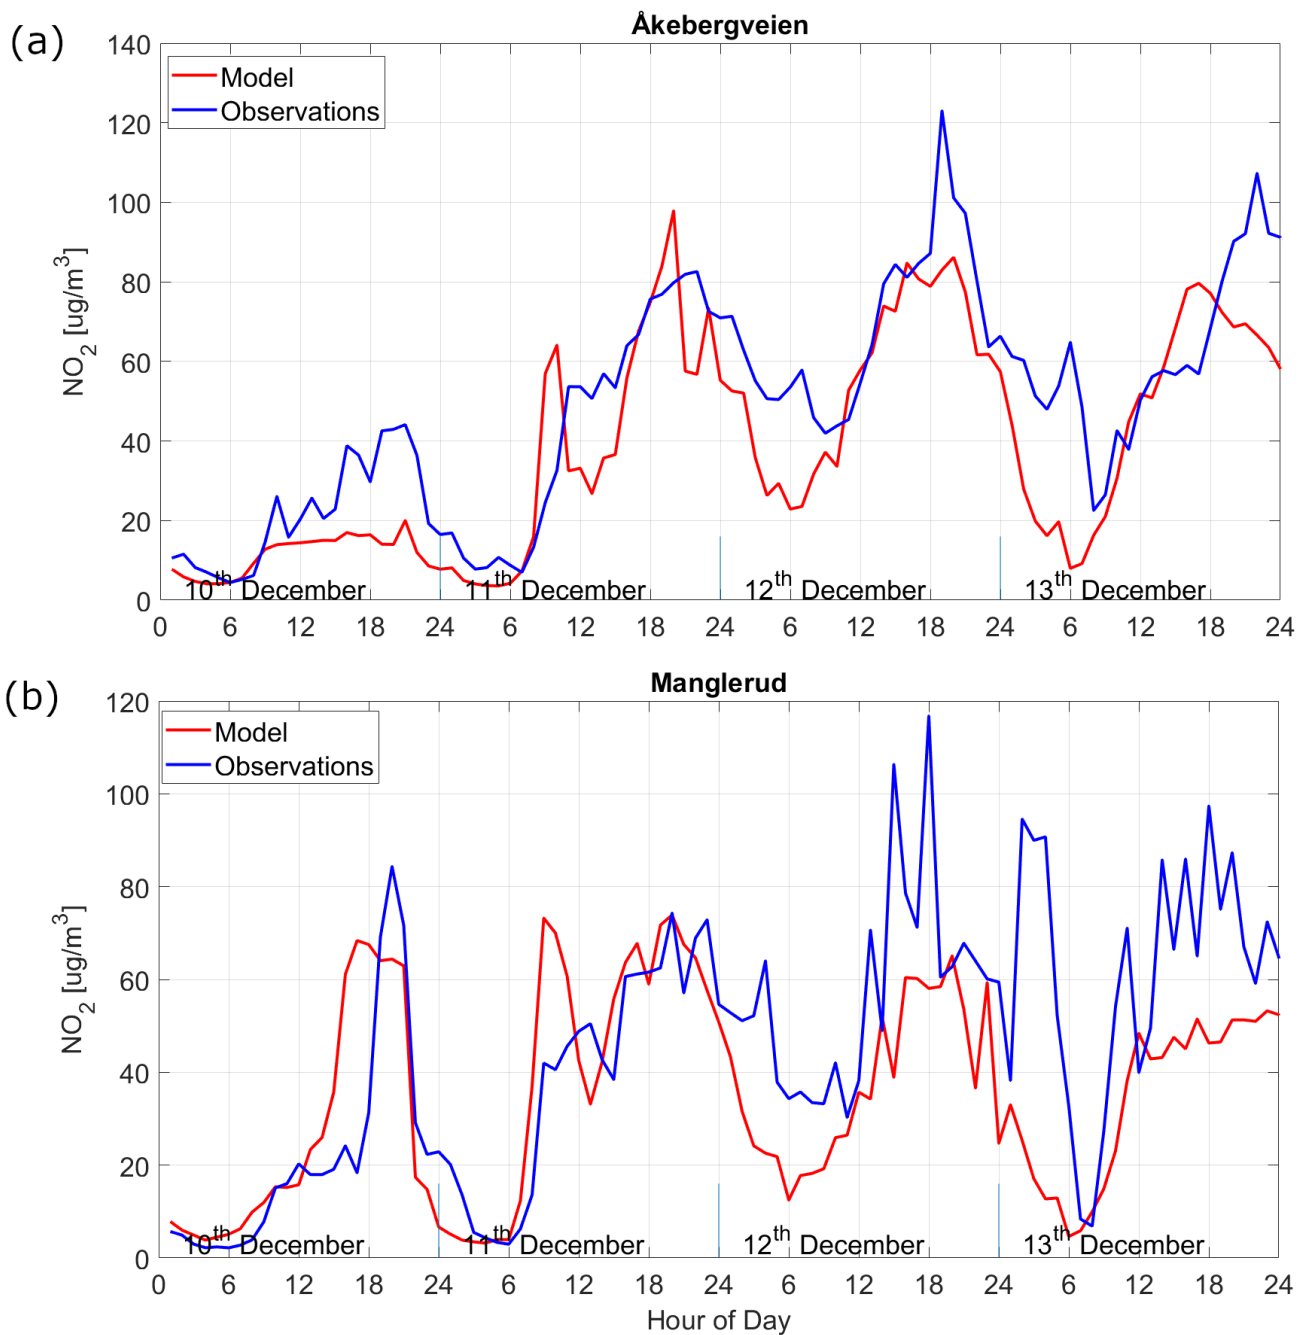 (a)
Åkebergveien
Model
Observations
NO2 [ug/m3]
140
120
100
80
60
40
20
0
10th December
11th December
12th December
13th December
0 6 12 18 24 6 12 18 24 6 12 18 24 6 12 18 24
(b)
Manglerud
Model
Observations
NO2 [ug/m3]
120
100
80
60
40
20
0
10th December
11th December
12th December
13th December
0 6 12 18 24 6 12 18 24 6 12 18 24 6 12 18 24
Hour of Day